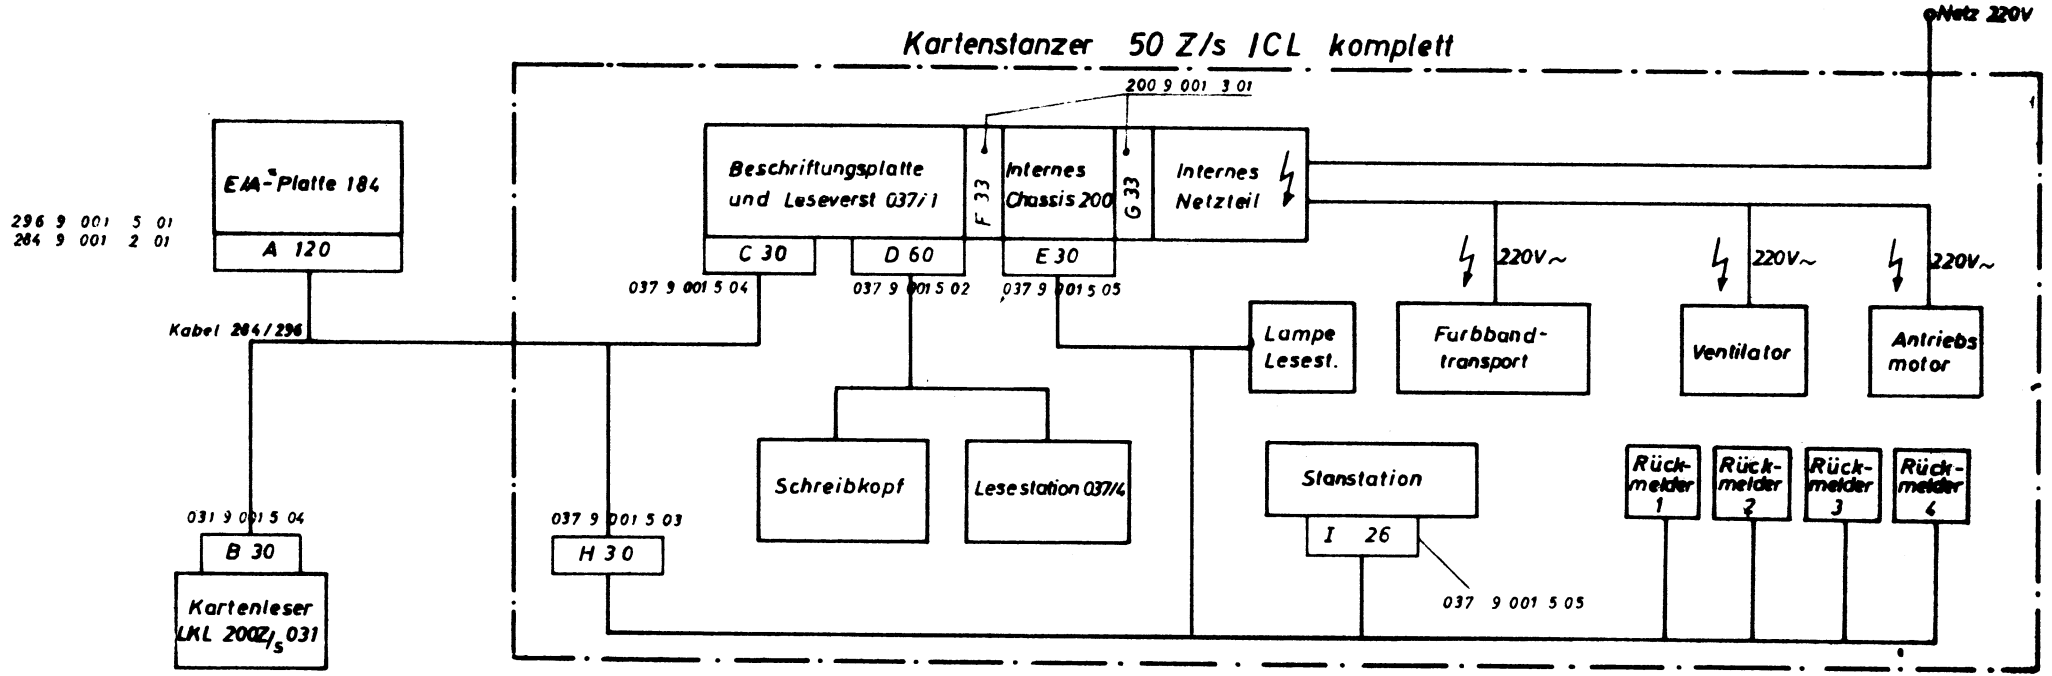 Netz 220V
Kartenstanzer 50 Z/s ICL komplett
200 9 001 3 01
E/A-Platte 184
A 120
296 9 001 5 01
284 9 001 2 01
Beschriftungsplatte
und Leseverst 037/1
F 33
Internes
Chassis 200
G 33
Internes
Netzteil
C 30
D 60
E 30
037 9 001 5 04
037 9 001 5 02
037 9 001 5 05
220V~
220V~
220V~
Kabel 284/296
Lampe
Lesest.
Farbband-
transport
Ventilator
Antriebs
motor
Schreibkopf
Lesestation 037/4
Stanstation
I 26
037 9 001 5 05
Rück-
melder
1
Rück-
melder
2
Rück-
melder
3
Rück-
melder
4
031 9 001 5 04
B 30
Kartenleser
LKL 200Z/s 031
037 9 001 5 03
H 30